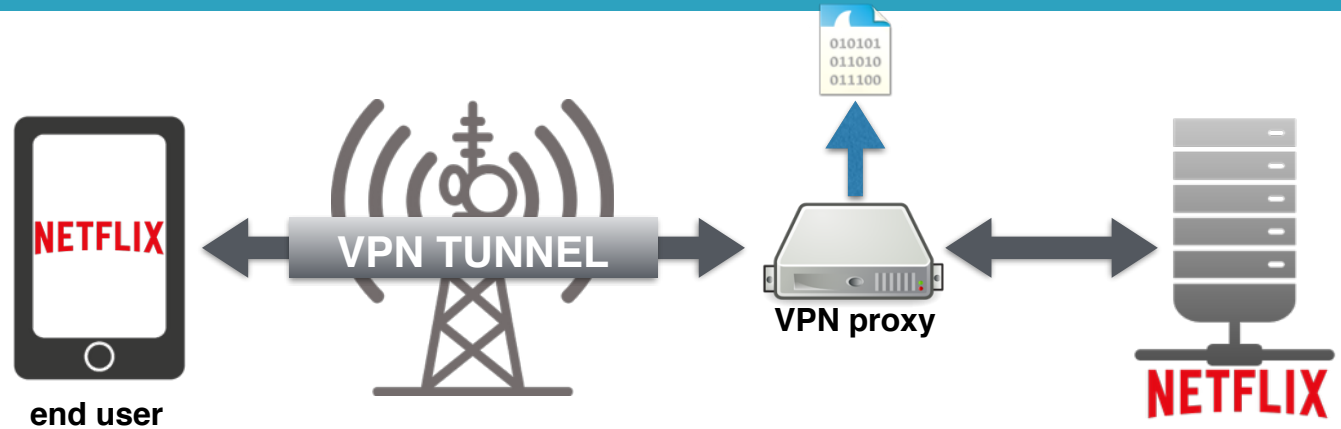 010101
011010
011100
NETFLIX
VPN TUNNEL
VPN proxy
NETFLIX
end user